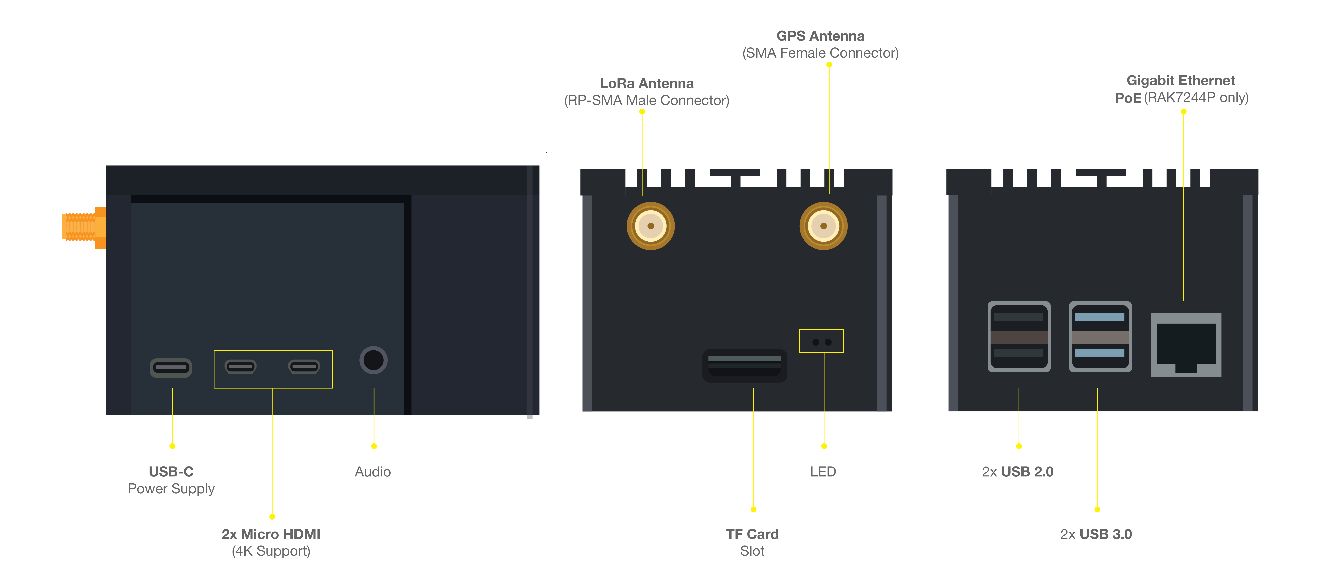 GPS Antenna
(SMA Female Connector)
LoRa Antenna
(RP-SMA Male Connector)
Gigabit Ethernet
PoE (RAK7244P only)
USB-C
Power Supply
Audio
2x Micro HDMI
(4K Support)
LED
TF Card
Slot
2x USB 2.0
2x USB 3.0